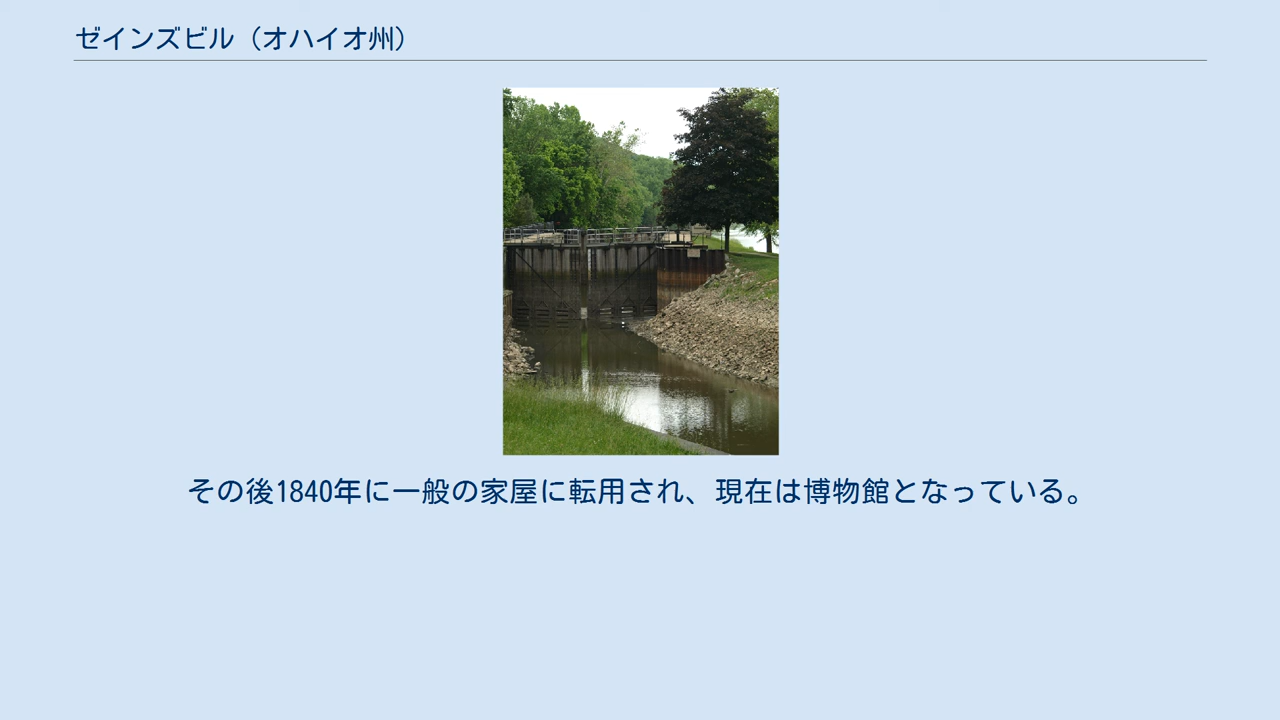 ゼインズビル（オハイオ州）
その後1840年に一般の家屋に転用され、現在は博物館となっている。